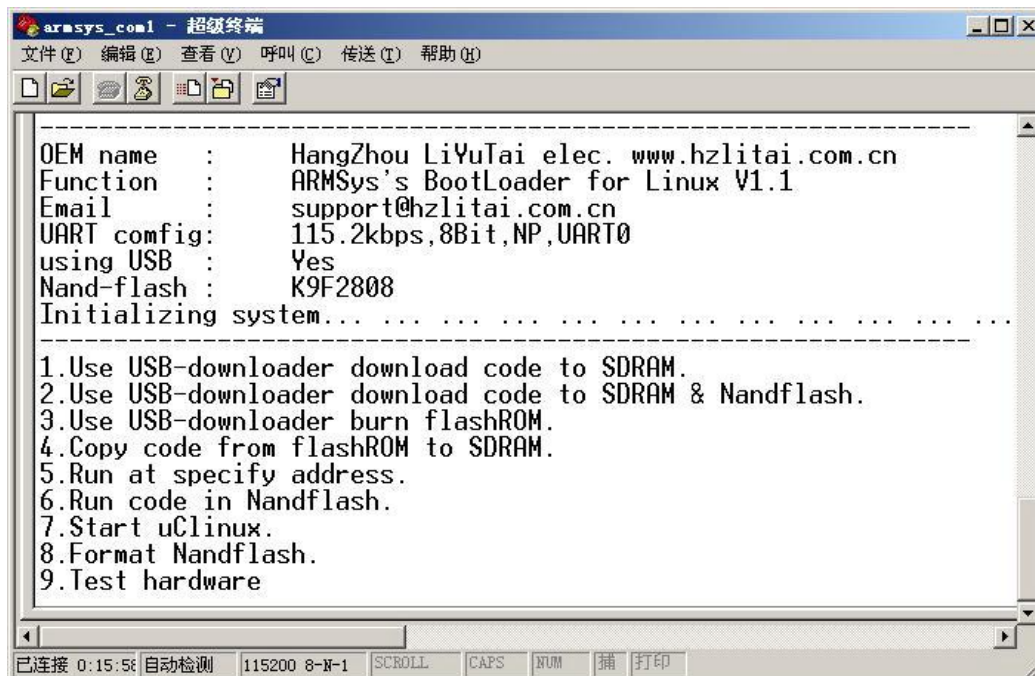 armsys_com1 - 超级终端
文件(F) 编辑(E) 查看(V) 呼叫(C) 传送(T) 帮助(H)
----------------------------------------------------------------
OEM name   :     HangZhou LiYuTai elec. www.hzlitai.com.cn
Function   :     ARMSys's BootLoader for Linux V1.1
Email      :     support@hzlitai.com.cn
UART comfig:     115.2kbps,8Bit,NP,UART0
using USB  :     Yes
Nand-flash :     K9F2808
Initializing system... ... ... ... ... ... ... ... ... ... ... ...
----------------------------------------------------------------
1.Use USB-downloader download code to SDRAM.
2.Use USB-downloader download code to SDRAM & Nandflash.
3.Use USB-downloader burn flashROM.
4.Copy code from flashROM to SDRAM.
5.Run at specify address.
6.Run code in Nandflash.
7.Start uClinux.
8.Format Nandflash.
9.Test hardware
已连接 0:15:58 自动检测 115200 8-N-1 SCROLL CAPS NUM 捕 打印